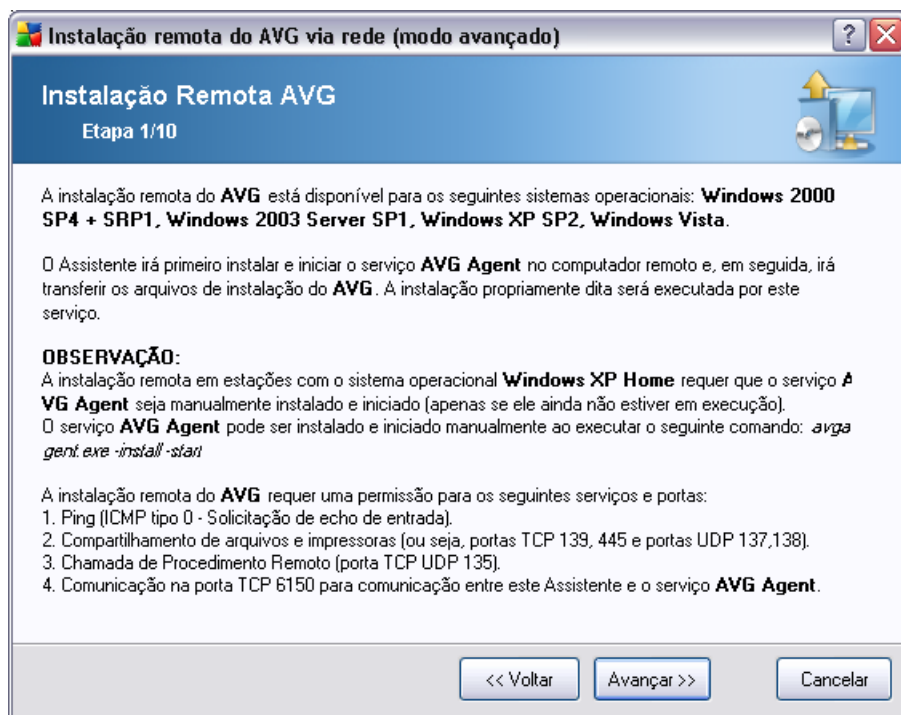 Instalação remota do AVG via rede (modo avançado)
Instalação Remota AVG
Etapa 1/10
A instalação remota do AVG está disponível para os seguintes sistemas operacionais: Windows 2000
SP4 + SRP1, Windows 2003 Server SP1, Windows XP SP2, Windows Vista.
O Assistente irá primeiro instalar e iniciar o serviço AVG Agent no computador remoto e, em seguida, irá
transferir os arquivos de instalação do AVG. A instalação propriamente dita será executada por este
serviço.
OBSERVAÇÃO:
A instalação remota em estações com o sistema operacional Windows XP Home requer que o serviço A
VG Agent seja manualmente instalado e iniciado (apenas se ele ainda não estiver em execução).
O serviço AVG Agent pode ser instalado e iniciado manualmente ao executar o seguinte comando: avga
gent.exe -install -start
A instalação remota do AVG requer uma permissão para os seguintes serviços e portas:
1. Ping (ICMP tipo 0 - Solicitação de echo de entrada).
2. Compartilhamento de arquivos e impressoras (ou seja, portas TCP 139, 445 e portas UDP 137,138).
3. Chamada de Procedimento Remoto (porta TCP UDP 135).
4. Comunicação na porta TCP 6150 para comunicação entre este Assistente e o serviço AVG Agent.
<< Voltar Avançar >> Cancelar